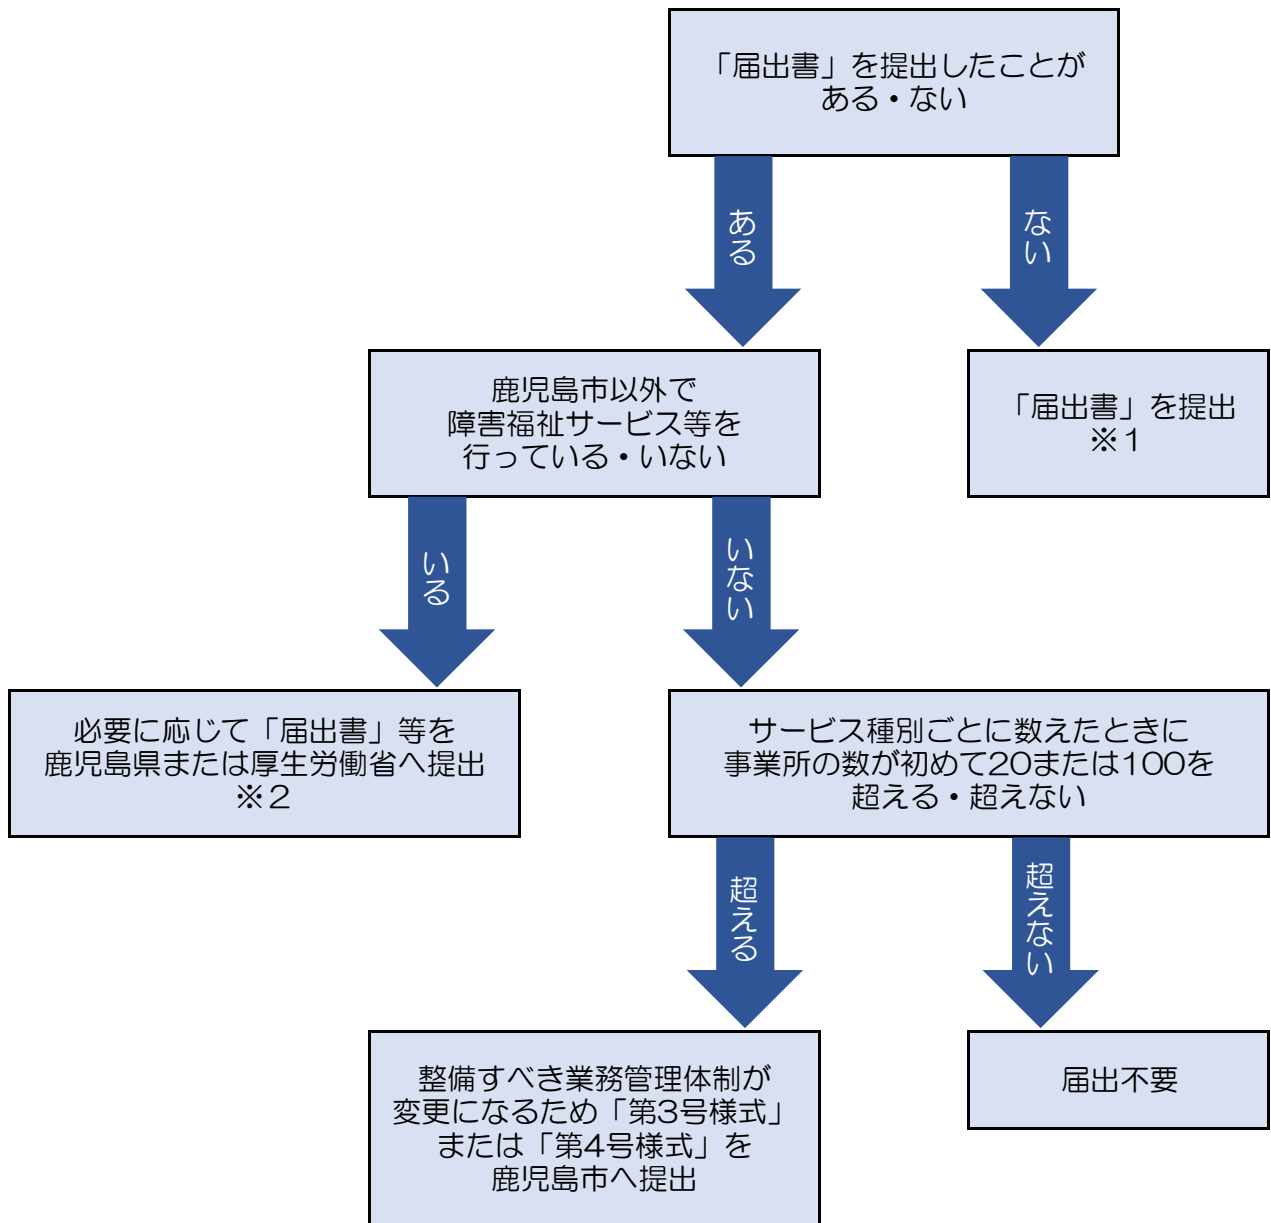 「届出書」を提出したことが
ある・ない
ある
ない
鹿児島市以外で
障害福祉サービス等を
行っている・いない
「届出書」を提出
※1
いる
いない
必要に応じて「届出書」等を
鹿児島県または厚生労働省へ提出
※2
サービス種別ごとに数えたときに
事業所の数が初めて20または100を
超える・超えない
超える
超えない
整備すべき業務管理体制が
変更になるため「第3号様式」
または「第4号様式」を
鹿児島市へ提出
届出不要